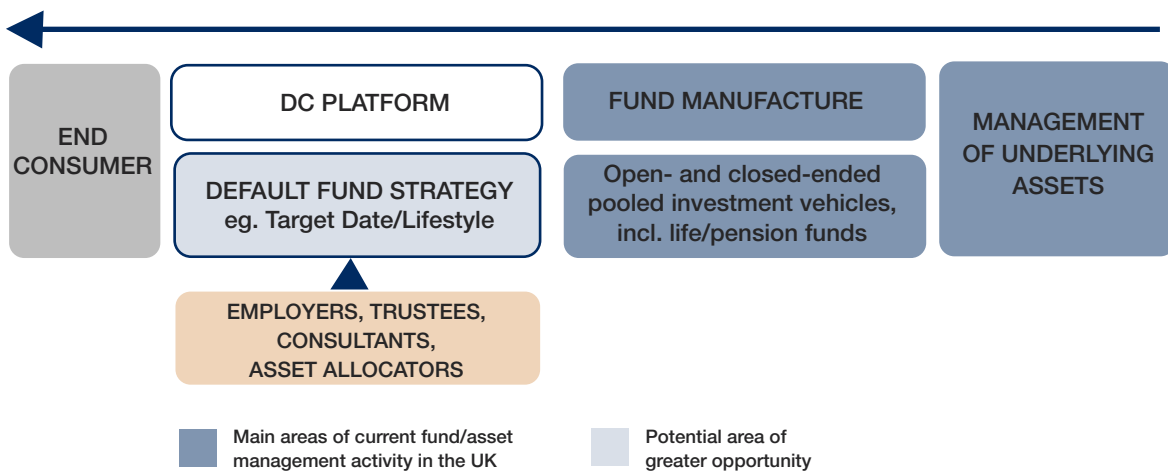 END
CONSUMER
DC PLATFORM
DEFAULT FUND STRATEGY
eg. Target Date/Lifestyle
EMPLOYERS, TRUSTEES,
CONSULTANTS,
ASSET ALLOCATORS
FUND MANUFACTURE
Open- and closed-ended
pooled investment vehicles,
incl. life/pension funds
MANAGEMENT
OF UNDERLYING
ASSETS
Main areas of current fund/asset
management activity in the UK
Potential area of
greater opportunity